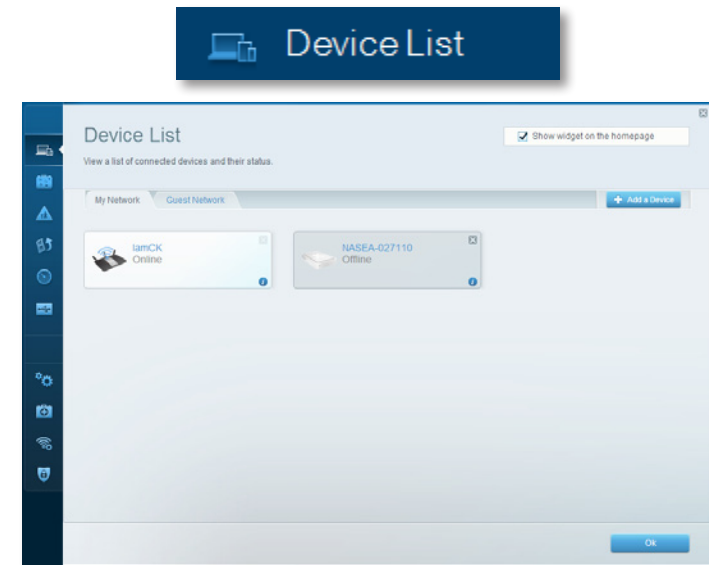 Device List
Device List
Show widget on the homepage
View a list of connected devices and their status.
My Network
Guest Network
Add a Device
IamCK
Online
NASEA-027110
Offline
Ok